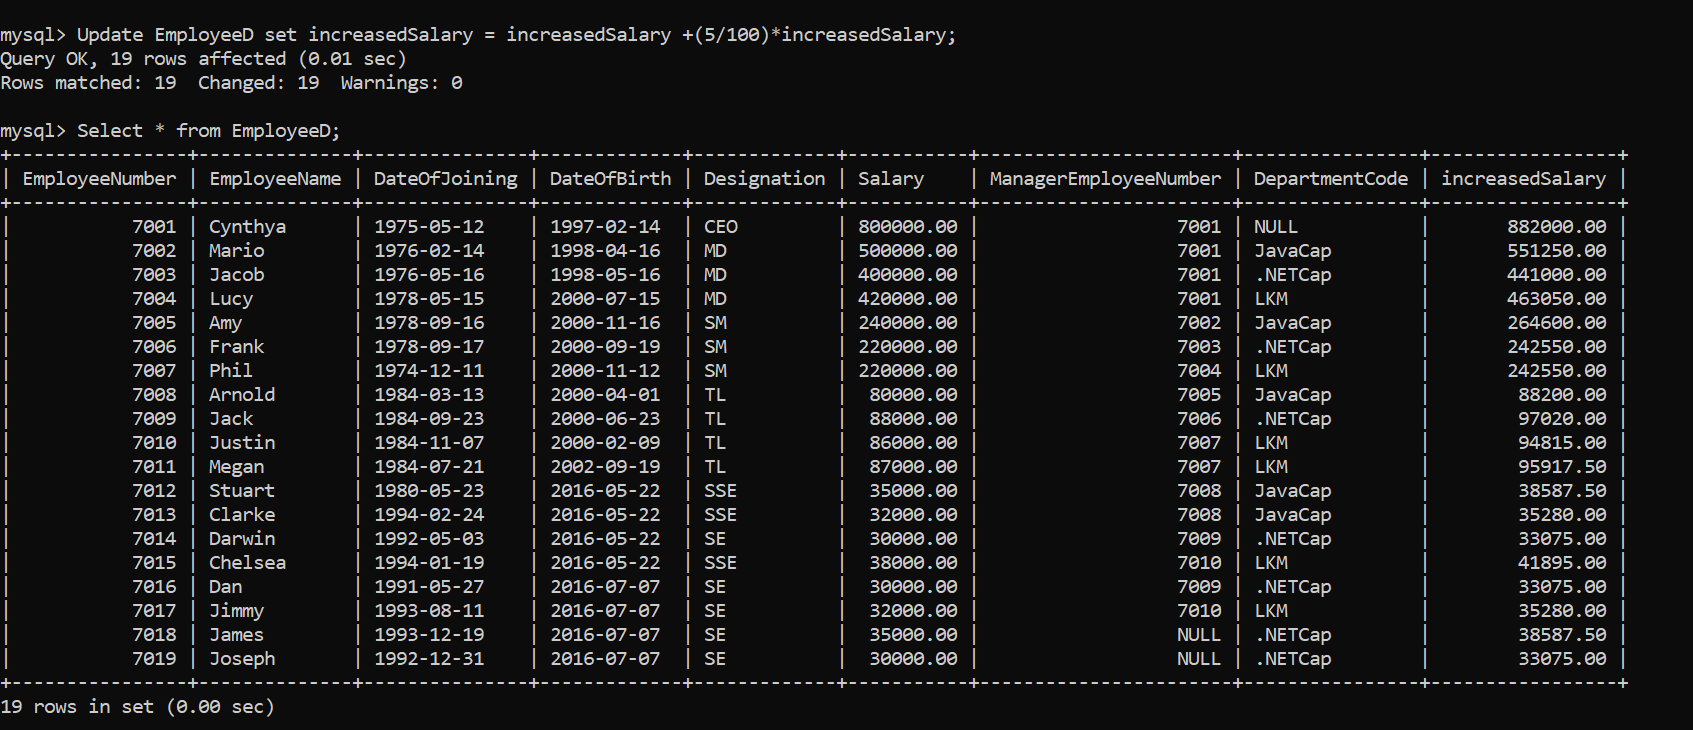 mysql> Update EmployeeD set increasedSalary = increasedSalary +(5/100)*increasedSalary;
Query OK, 19 rows affected (0.01 sec)
Rows matched: 19  Changed: 19  Warnings: 0
mysql> Select * from EmployeeD;
+----------------+--------------+---------------+-------------+-------------+-----------+-----------------------+----------------+-----------------+
| EmployeeNumber | EmployeeName | DateOfJoining | DateOfBirth | Designation | Salary    | ManagerEmployeeNumber | DepartmentCode | increasedSalary |
+----------------+--------------+---------------+-------------+-------------+-----------+-----------------------+----------------+-----------------+
|           7001 | Cynthya      | 1975-05-12    | 1997-02-14  | CEO         | 800000.00 |                  7001 | NULL           |       882000.00 |
|           7002 | Mario        | 1976-02-14    | 1998-04-16  | MD          | 500000.00 |                  7001 | JavaCap        |       551250.00 |
|           7003 | Jacob        | 1976-05-16    | 1998-05-16  | MD          | 400000.00 |                  7001 | .NETCap        |       441000.00 |
|           7004 | Lucy         | 1978-05-15    | 2000-07-15  | MD          | 420000.00 |                  7001 | LKM            |       463050.00 |
|           7005 | Amy          | 1978-09-16    | 2000-11-16  | SM          | 240000.00 |                  7002 | JavaCap        |       264600.00 |
|           7006 | Frank        | 1978-09-17    | 2000-09-19  | SM          | 220000.00 |                  7003 | .NETCap        |       242550.00 |
|           7007 | Phil         | 1974-12-11    | 2000-11-12  | SM          | 220000.00 |                  7004 | LKM            |       242550.00 |
|           7008 | Arnold       | 1984-03-13    | 2000-04-01  | TL          |  80000.00 |                  7005 | JavaCap        |        88200.00 |
|           7009 | Jack         | 1984-09-23    | 2000-06-23  | TL          |  88000.00 |                  7006 | .NETCap        |        97020.00 |
|           7010 | Justin       | 1984-11-07    | 2000-02-09  | TL          |  86000.00 |                  7007 | LKM            |        94815.00 |
|           7011 | Megan        | 1984-07-21    | 2002-09-19  | TL          |  87000.00 |                  7007 | LKM            |        95917.50 |
|           7012 | Stuart       | 1980-05-23    | 2016-05-22  | SSE         |  35000.00 |                  7008 | JavaCap        |        38587.50 |
|           7013 | Clarke       | 1994-02-24    | 2016-05-22  | SSE         |  32000.00 |                  7008 | JavaCap        |        35280.00 |
|           7014 | Darwin       | 1992-05-03    | 2016-05-22  | SE          |  30000.00 |                  7009 | .NETCap        |        33075.00 |
|           7015 | Chelsea      | 1994-01-19    | 2016-05-22  | SSE         |  38000.00 |                  7010 | LKM            |        41895.00 |
|           7016 | Dan          | 1991-05-27    | 2016-07-07  | SE          |  30000.00 |                  7009 | .NETCap        |        33075.00 |
|           7017 | Jimmy        | 1993-08-11    | 2016-07-07  | SE          |  32000.00 |                  7010 | LKM            |        35280.00 |
|           7018 | James        | 1993-12-19    | 2016-07-07  | SE          |  35000.00 |                  NULL | .NETCap        |        38587.50 |
|           7019 | Joseph       | 1992-12-31    | 2016-07-07  | SE          |  30000.00 |                  NULL | .NETCap        |        33075.00 |
+----------------+--------------+---------------+-------------+-------------+-----------+-----------------------+----------------+-----------------+
19 rows in set (0.00 sec)